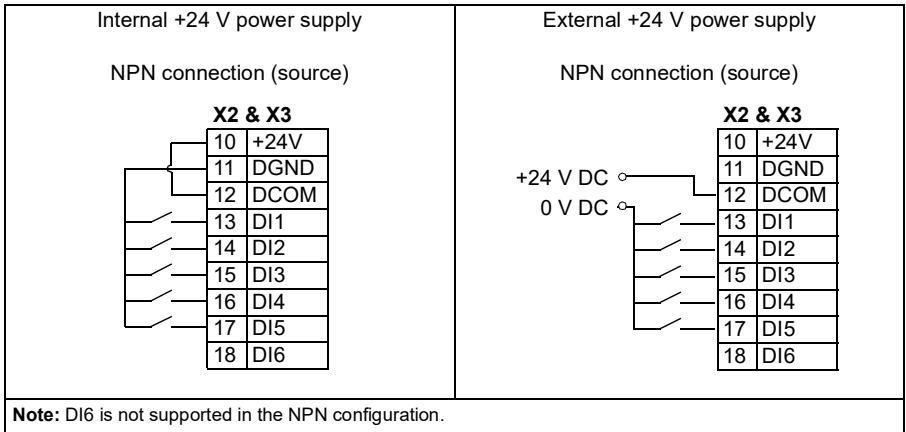 Internal +24 V power supply
NPN connection (source)
X2 & X3
10 +24V
11 DGND
12 DCOM
13 DI1
14 DI2
15 DI3
16 DI4
17 DI5
18 DI6
External +24 V power supply
NPN connection (source)
X2 & X3
10 +24V
11 DGND
+24 V DC
12 DCOM
0 V DC
13 DI1
14 DI2
15 DI3
16 DI4
17 DI5
18 DI6
Note: DI6 is not supported in the NPN configuration.